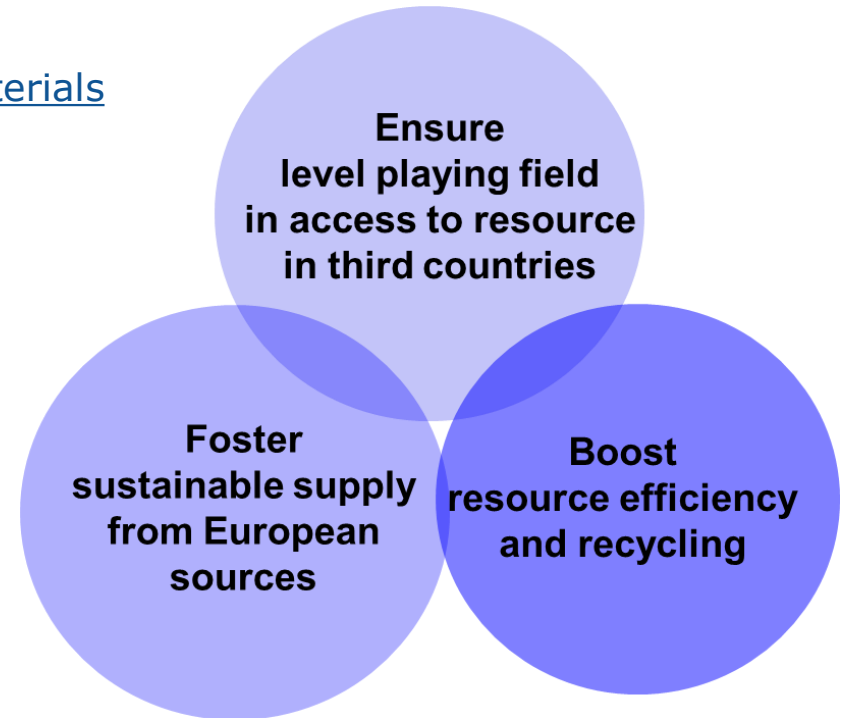 Ensure
level playing field
in access to resource
in third countries
Foster
sustainable supply
from European
sources
Boost
resource efficiency
and recycling